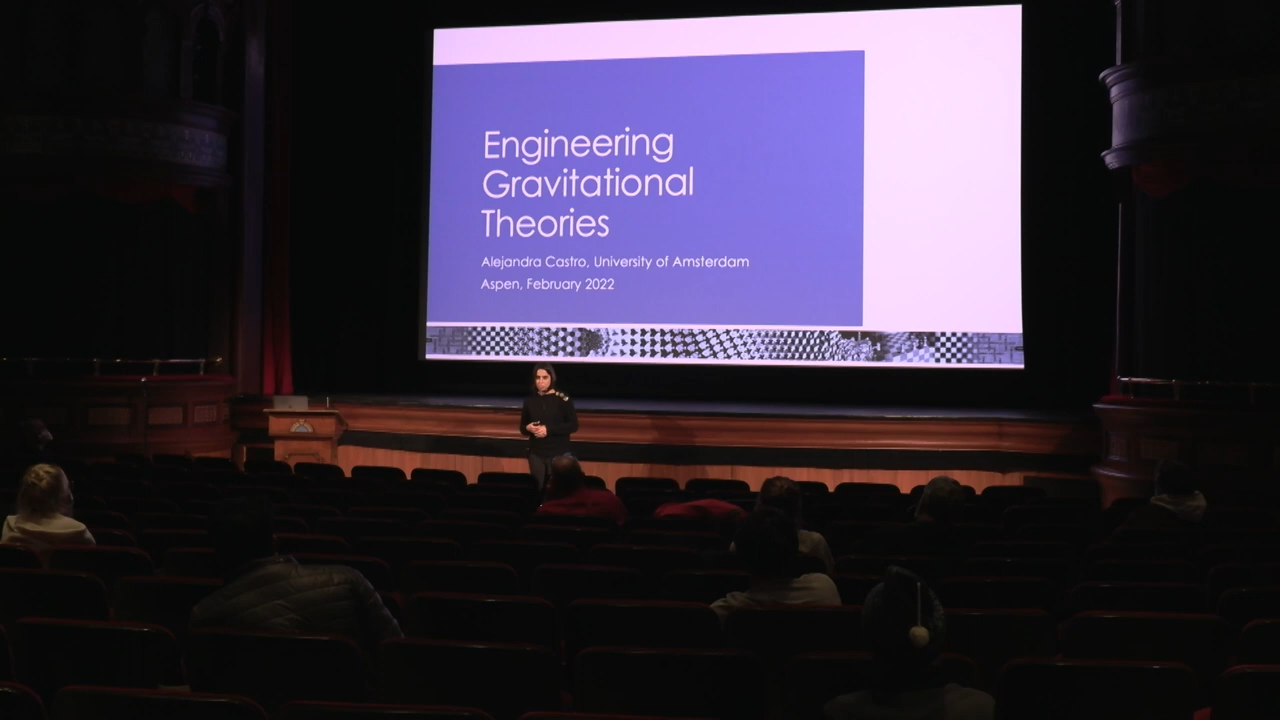 Engineering
Gravitational
Theories
Alejandra Castro, University of Amsterdam
Aspen, February 2022